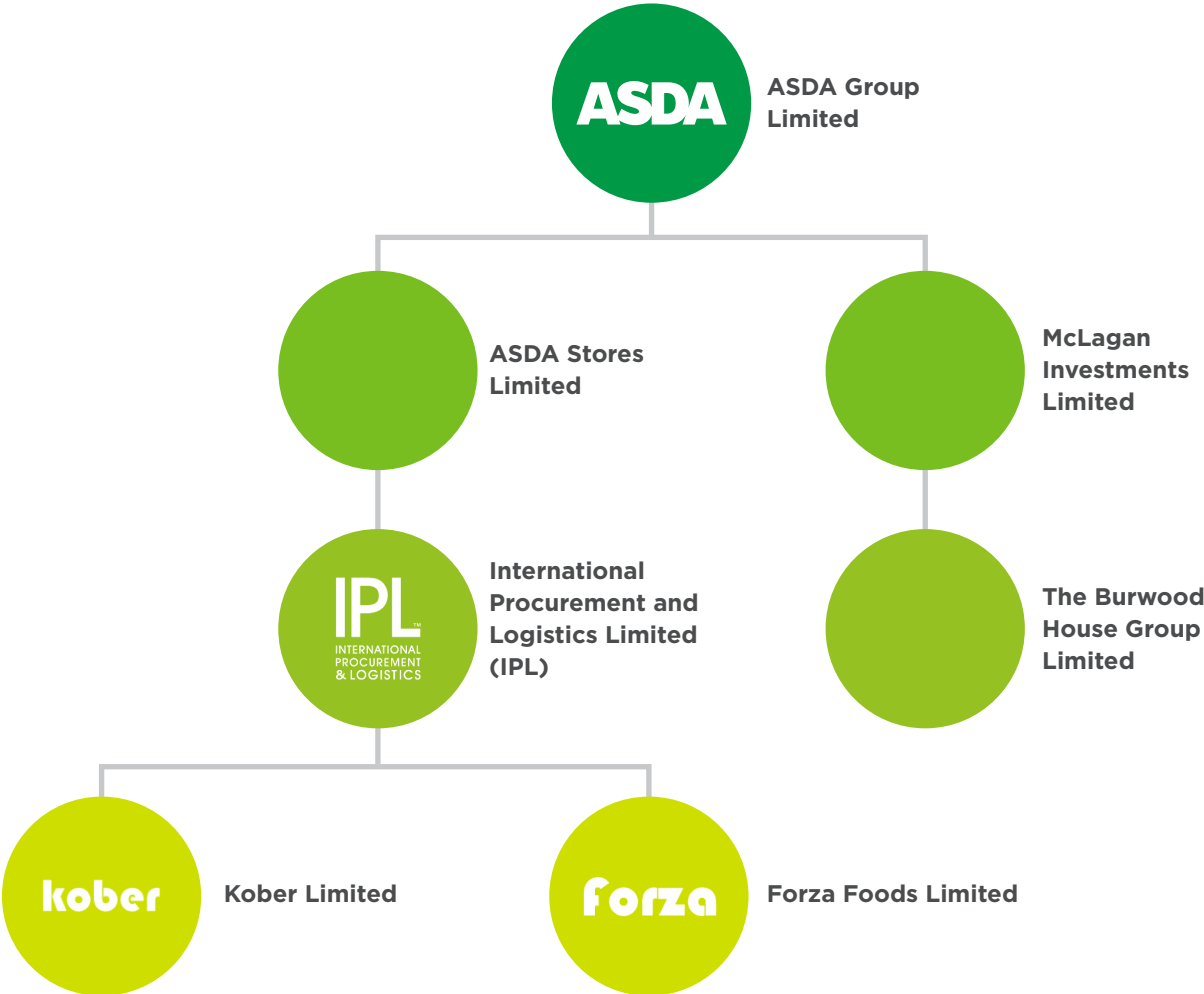 ASDA
ASDA Group
Limited
ASDA Stores
Limited
McLagan
Investments
Limited
IPL™
INTERNATIONAL
PROCUREMENT
& LOGISTICS
International
Procurement and
Logistics Limited
(IPL)
The Burwood
House Group
Limited
kober
Kober Limited
Forza
Forza Foods Limited